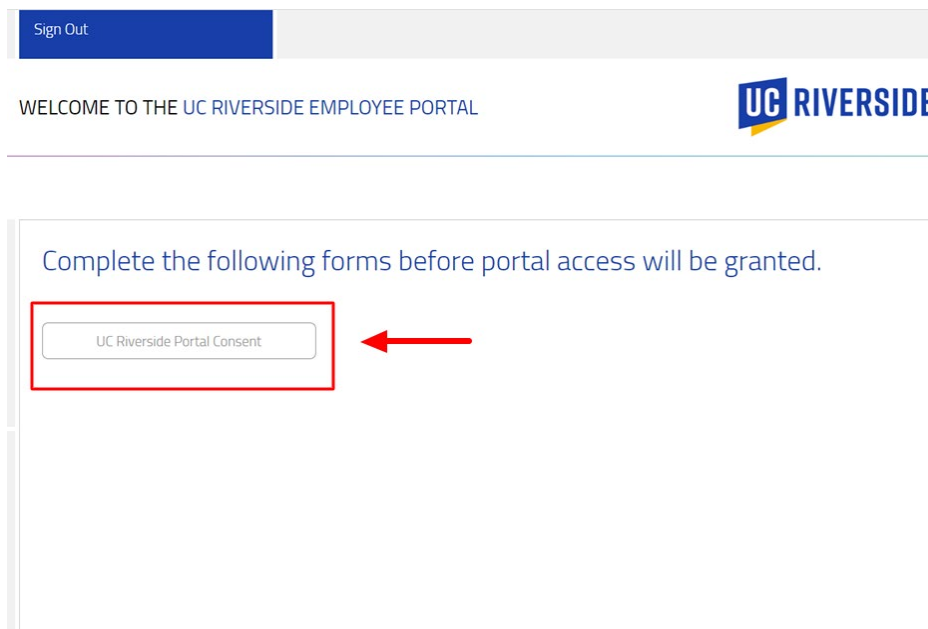 Sign Out
WELCOME TO THE UC RIVERSIDE EMPLOYEE PORTAL
UC RIVERSIDE
Complete the following forms before portal access will be granted.
UC Riverside Portal Consent